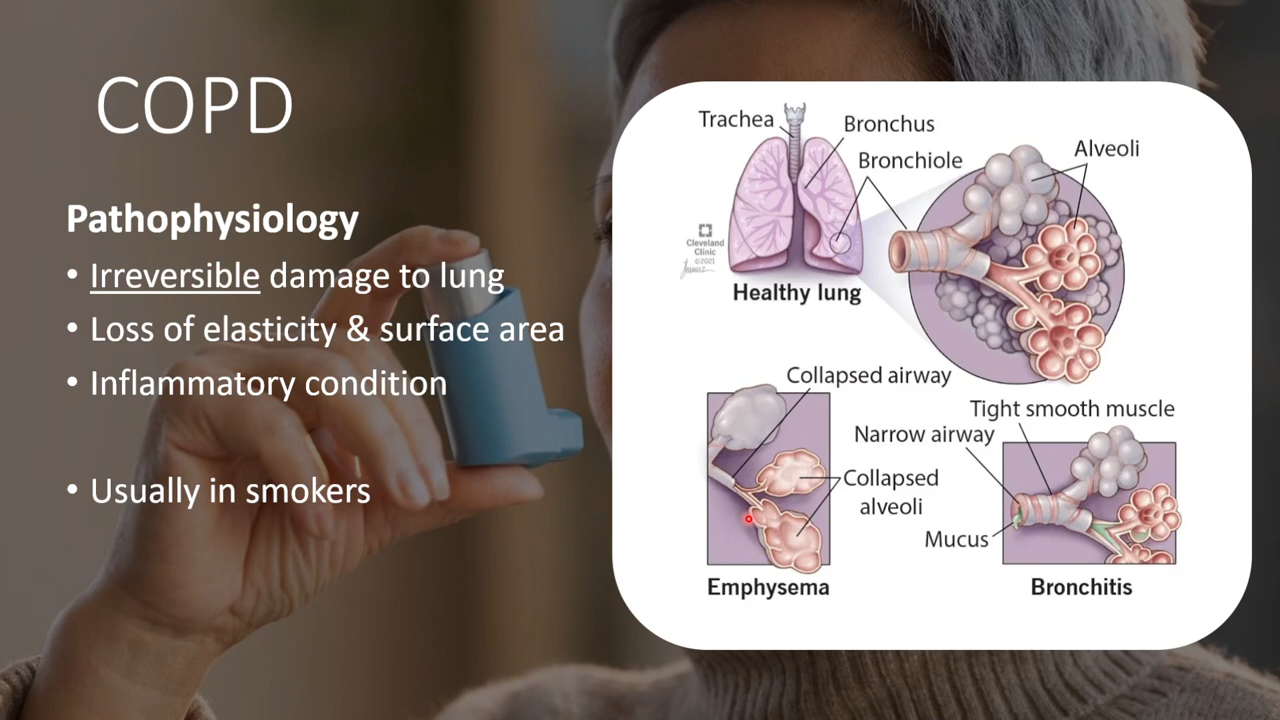 COPD
Pathophysiology
• Irreversible damage to lung
• Loss of elasticity & surface area
• Inflammatory condition
• Usually in smokers
Trachea
Bronchus
Bronchiole
Alveoli
Cleveland
Clinic
©2021
Healthy lung
Collapsed airway
Tight smooth muscle
Narrow airway
Collapsed
alveoli
Mucus
Emphysema
Bronchitis